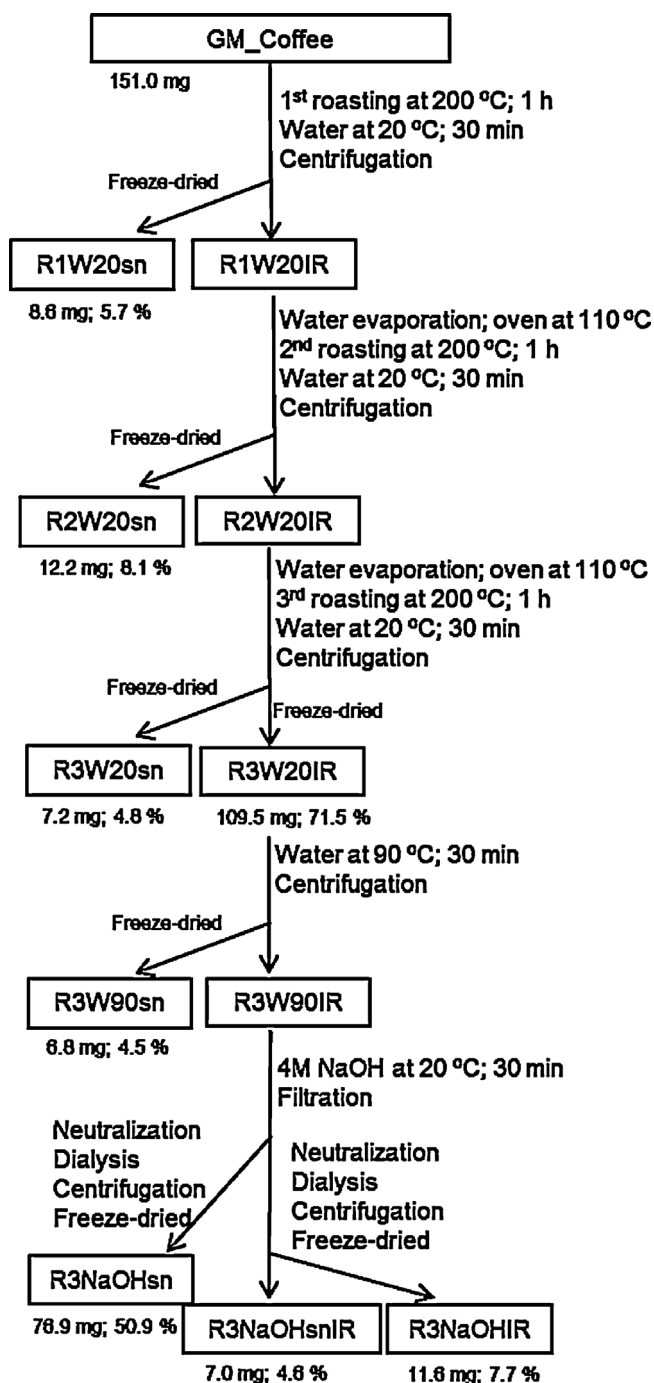 GM_Coffee
151.0 mg
1st roasting at 200 ºC; 1 h
Water at 20 ºC; 30 min
Centrifugation
Freeze-dried
R1W20sn
R1W20IR
8.6 mg; 5.7 %
Water evaporation; oven at 110 ºC
2nd roasting at 200 ºC; 1 h
Water at 20 ºC; 30 min
Centrifugation
Freeze-dried
R2W20sn
R2W20IR
12.2 mg; 8.1 %
Water evaporation; oven at 110 ºC
3rd roasting at 200 ºC; 1 h
Water at 20 ºC; 30 min
Centrifugation
Freeze-dried
Freeze-dried
R3W20sn
R3W20IR
7.2 mg; 4.8 %
109.5 mg; 71.5 %
Water at 90 ºC; 30 min
Centrifugation
Freeze-dried
R3W90sn
R3W90IR
6.8 mg; 4.5 %
4M NaOH at 20 ºC; 30 min
Filtration
Neutralization
Dialysis
Centrifugation
Freeze-dried
Neutralization
Dialysis
Centrifugation
Freeze-dried
R3NaOHsn
76.9 mg; 50.9 %
R3NaOHsnIR
R3NaOHIR
7.0 mg; 4.6 %
11.6 mg; 7.7 %